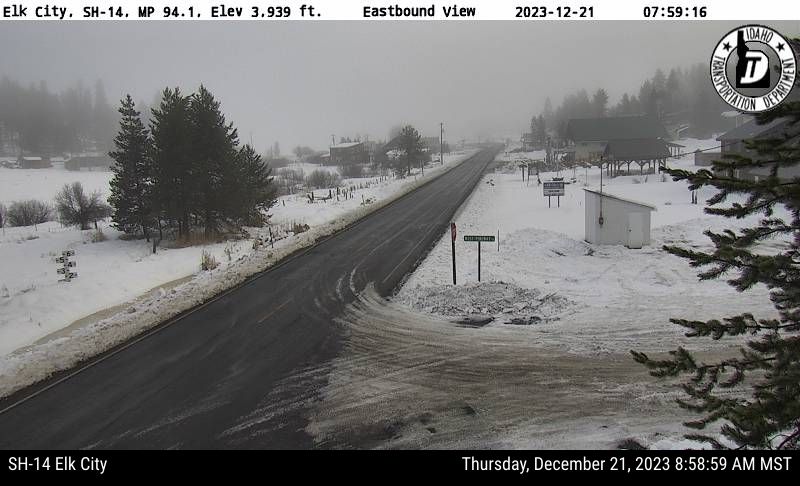 Elk City, SH-14, MP 94.1, Elev 3,939 ft. Eastbound View 2023-12-21 07:59:16
IDAHO
TRANSPORTATION DEPARTMENT
SH-14 Elk City Thursday, December 21, 2023 8:58:59 AM MST